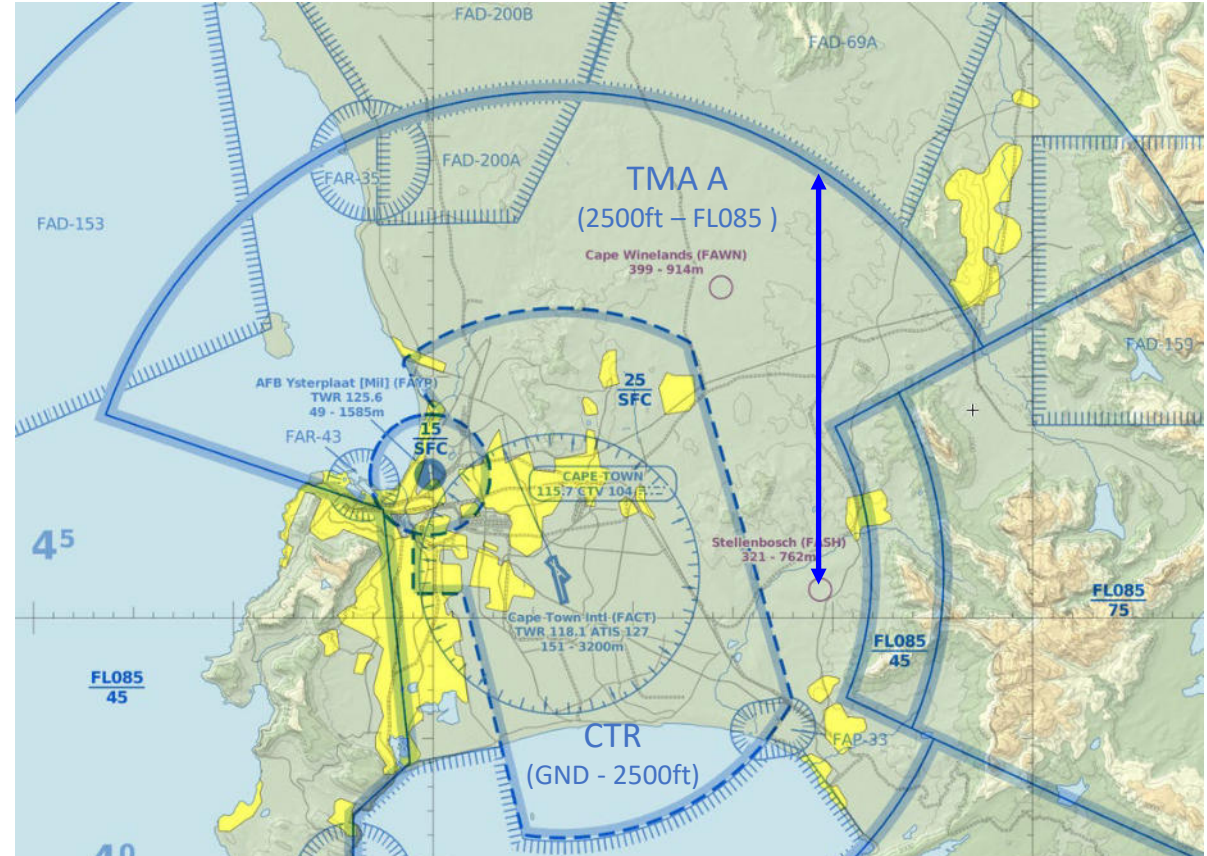 FAD-200B
FAD-69A
FAD-200A
FAR-35
TMA A
(2500ft – FL085 )
FAD-153
Cape Winelands (FAWN)
399 - 914m
FAD-159
AFB Ysterplaat [Mil] (FAYP)
TWR 125.6
49 - 1585m
25
SFC
15
SFC
FAR-43
CAPE TOWN
115.7 CTV 104
4⁵
Stellenbosch (FASH)
321 - 762m
Cape Town Intl (FACT)
TWR 118.1 ATIS 127
151 - 3200m
FL085
75
FL085
45
FL085
45
CTR
(GND - 2500ft)
FAP-33
4⁰